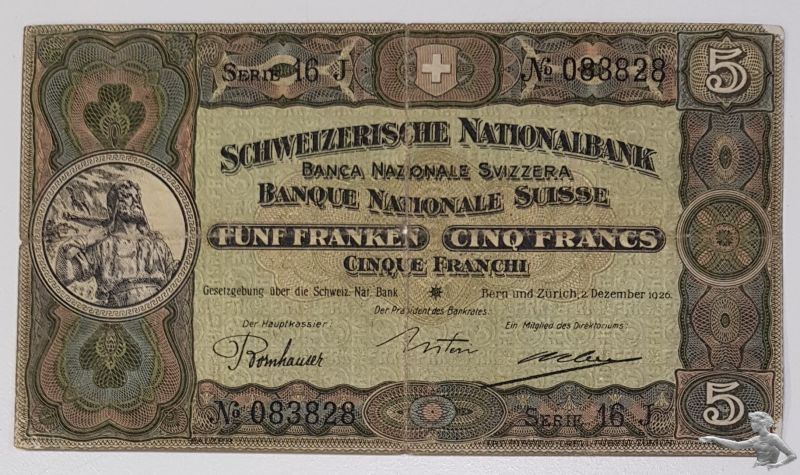 SERIE 16 J № 083828 5
SCHWEIZERISCHE NATIONALBANK
BANCA NAZIONALE SVIZZERA
BANQUE NATIONALE SUISSE
FÜNF FRANKEN CINQ FRANCS
CINQUE FRANCHI
Gesetzgebung über die Schweiz. Nat. Bank Bern und Zürich, 2. Dezember 1926.
Der Präsident des Bankrates:
Der Hauptkassier: Ein Mitglied des Direktoriums:
Bornhauser
№ 083828 SERIE 16 J 5
BALZER